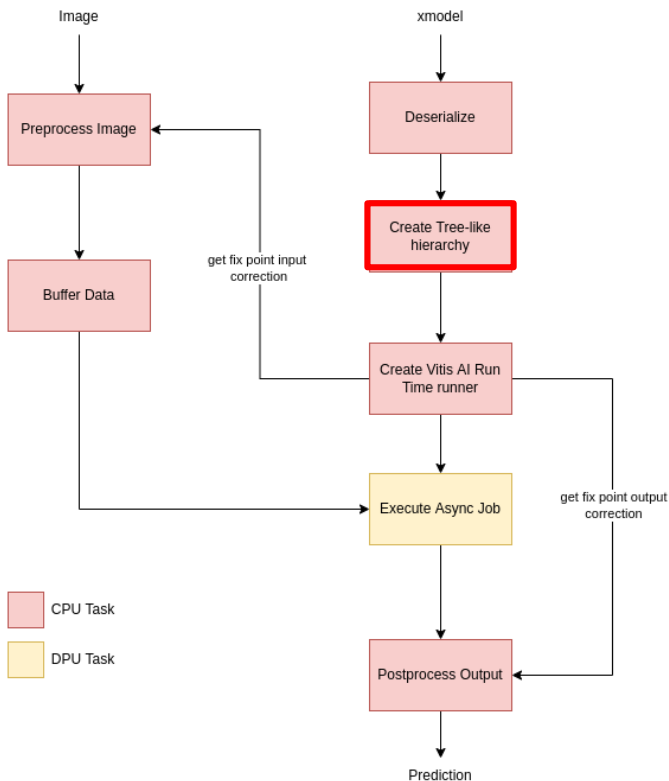 Image
xmodel
Preprocess Image
Deserialize
Create Tree-like
hierarchy
get fix point input
correction
Buffer Data
Create Vitis AI Run
Time runner
Execute Async Job
get fix point output
correction
CPU Task
DPU Task
Postprocess Output
Prediction